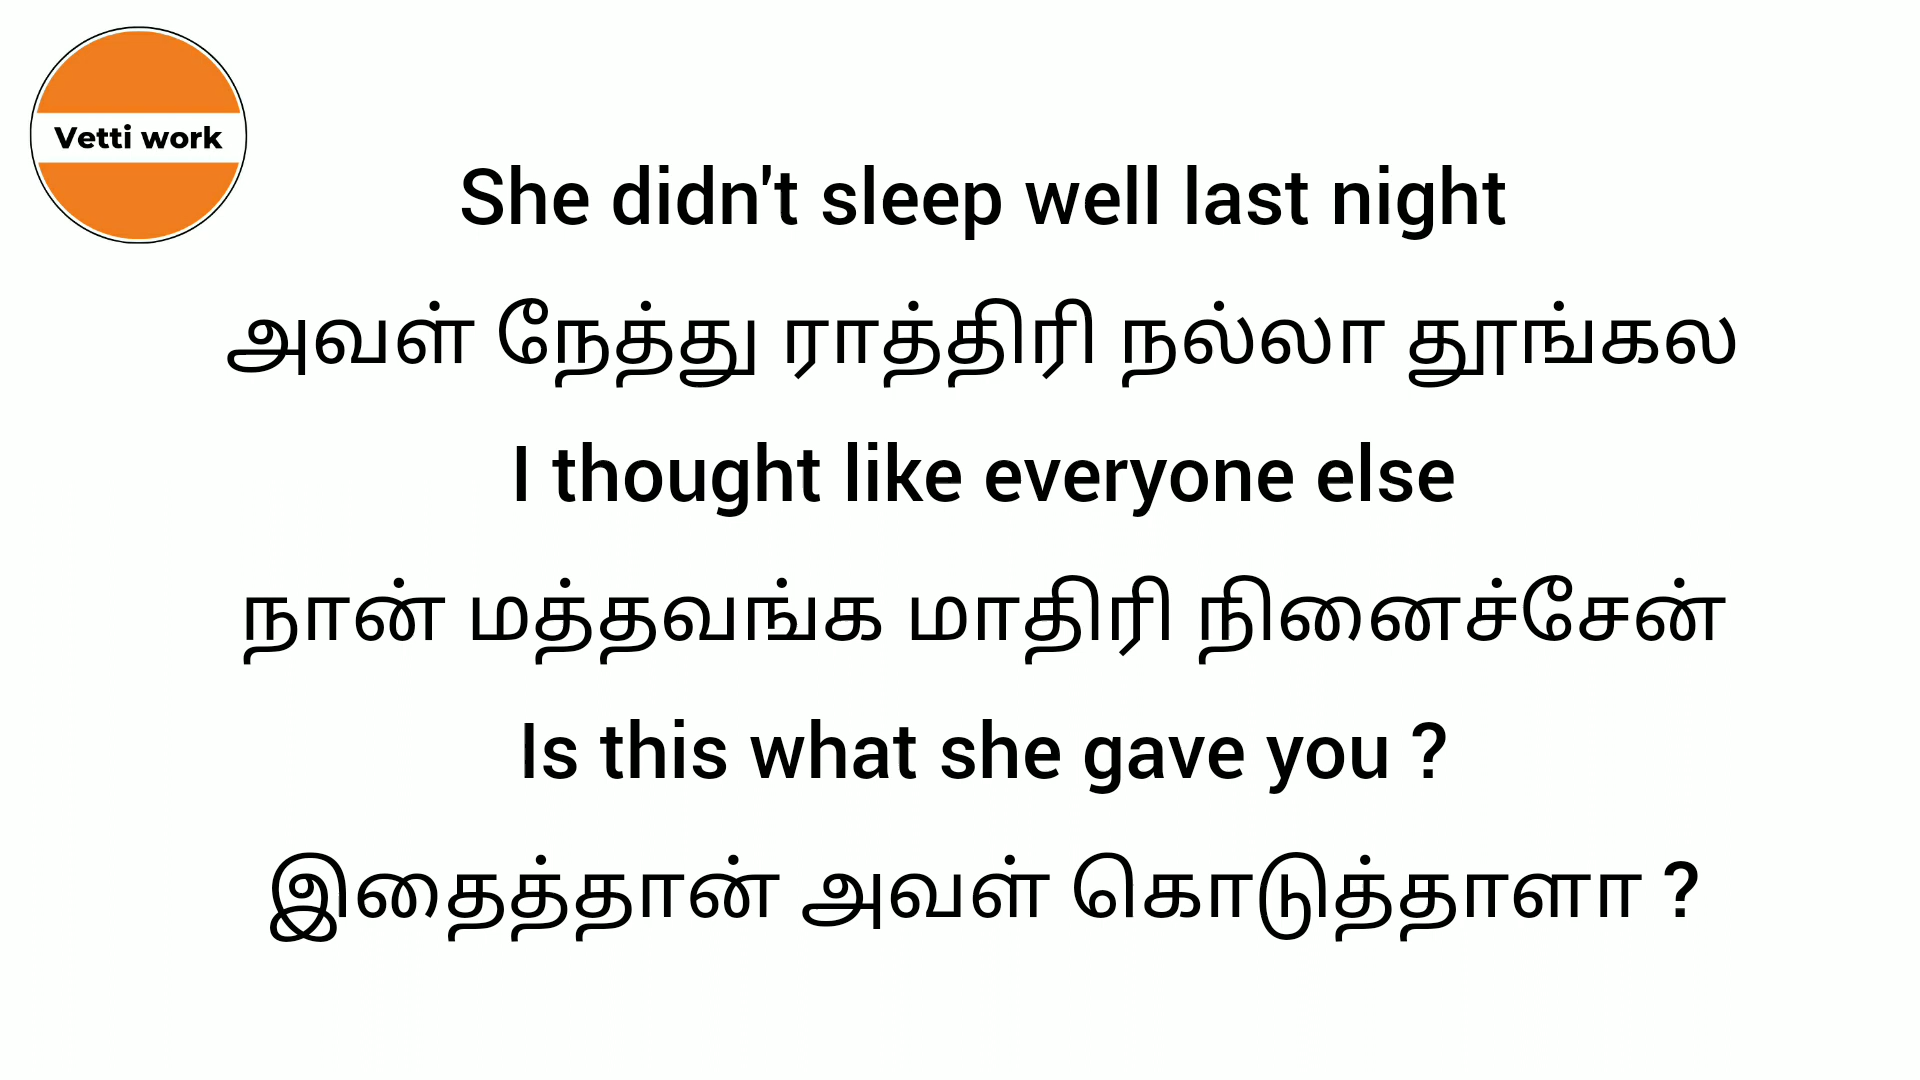 Vetti work
She didn't sleep well last night
அவள் நேத்து ராத்திரி நல்லா தூங்கல
I thought like everyone else
நான் மத்தவங்க மாதிரி நினைச்சேன்
Is this what she gave you ?
இதைத்தான் அவள் கொடுத்தாளா ?